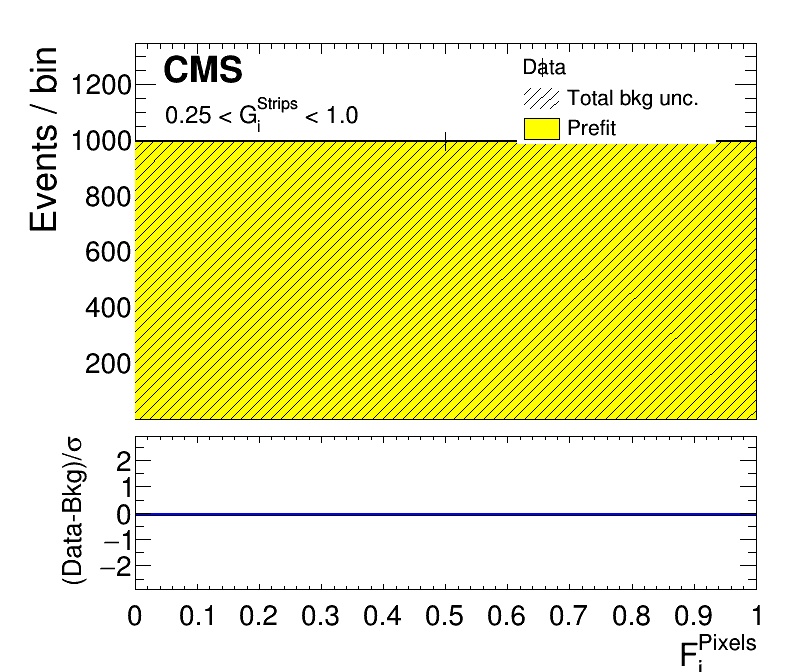 CMS
0.25 < G_i^Strips < 1.0
Data
Total bkg unc.
Prefit
Events / bin
1200
1000
800
600
400
200
(Data-Bkg)/σ
2
1
0
−1
−2
0 0.1 0.2 0.3 0.4 0.5 0.6 0.7 0.8 0.9 1
F_i^Pixels